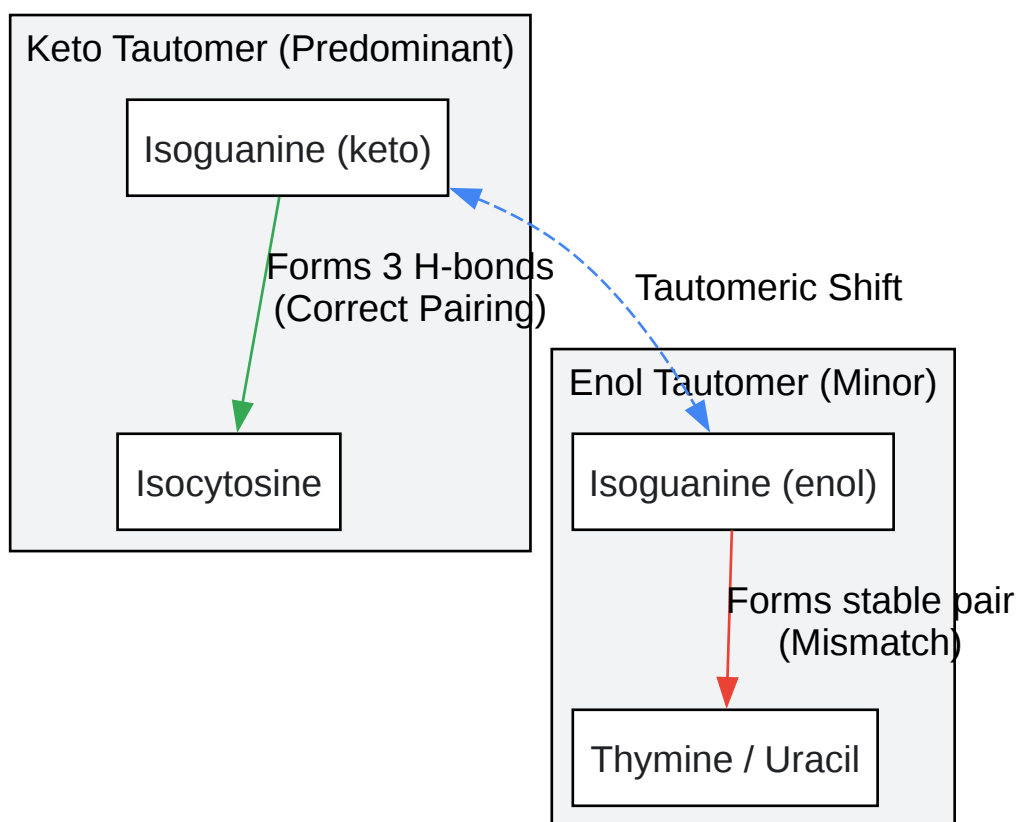 Keto Tautomer (Predominant)
Isoguanine (keto)
Forms 3 H-bonds
(Correct Pairing)
Isocytosine
Tautomeric Shift
Enol Tautomer (Minor)
Isoguanine (enol)
Forms stable pair
(Mismatch)
Thymine / Uracil